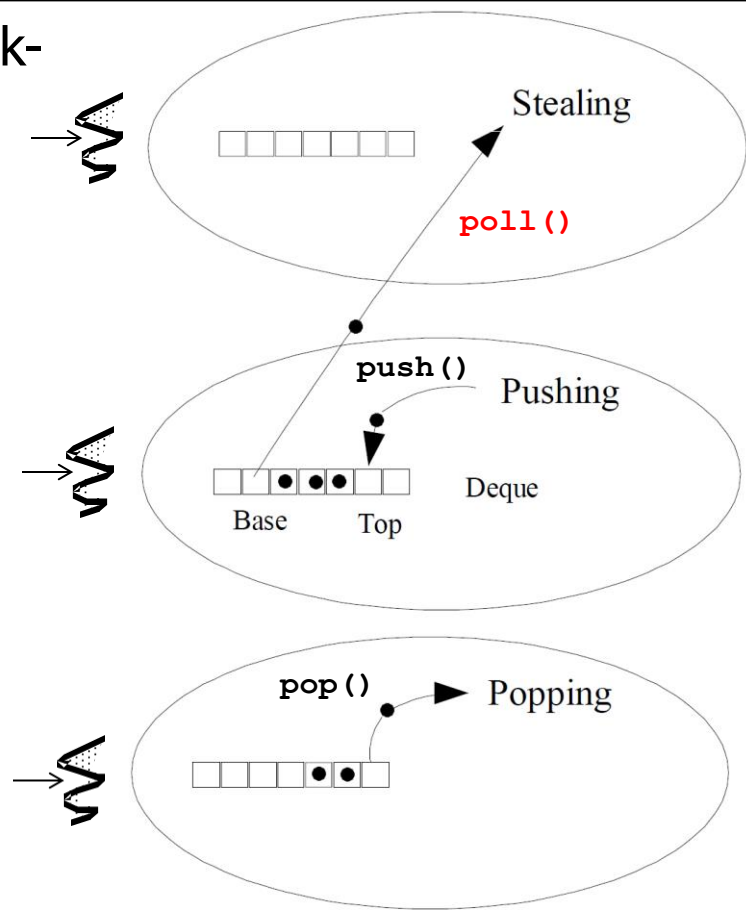 k-
Stealing
poll()
push()
Pushing
Deque
Base
Top
pop()
Popping